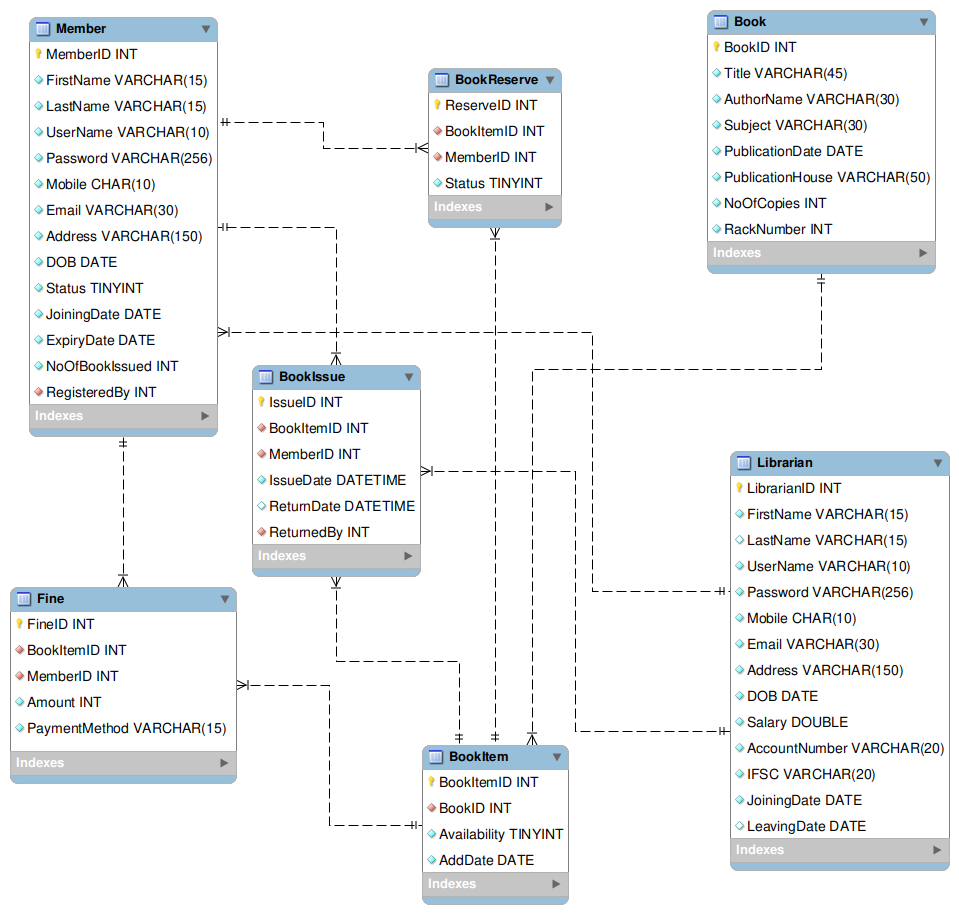 Member
MemberID INT
FirstName VARCHAR(15)
LastName VARCHAR(15)
UserName VARCHAR(10)
Password VARCHAR(256)
Mobile CHAR(10)
Email VARCHAR(30)
Address VARCHAR(150)
DOB DATE
Status TINYINT
JoiningDate DATE
ExpiryDate DATE
NoOfBookIssued INT
RegisteredBy INT
Indexes
BookReserve
ReserveID INT
BookItemID INT
MemberID INT
Status TINYINT
Indexes
Book
BookID INT
Title VARCHAR(45)
AuthorName VARCHAR(30)
Subject VARCHAR(30)
PublicationDate DATE
PublicationHouse VARCHAR(50)
NoOfCopies INT
RackNumber INT
Indexes
BookIssue
IssueID INT
BookItemID INT
MemberID INT
IssueDate DATETIME
ReturnDate DATETIME
ReturnedBy INT
Indexes
Librarian
LibrarianID INT
FirstName VARCHAR(15)
LastName VARCHAR(15)
UserName VARCHAR(10)
Password VARCHAR(256)
Mobile CHAR(10)
Email VARCHAR(30)
Address VARCHAR(150)
DOB DATE
Salary DOUBLE
AccountNumber VARCHAR(20)
IFSC VARCHAR(20)
JoiningDate DATE
LeavingDate DATE
Indexes
Fine
FineID INT
BookItemID INT
MemberID INT
Amount INT
PaymentMethod VARCHAR(15)
Indexes
BookItem
BookItemID INT
BookID INT
Availability TINYINT
AddDate DATE
Indexes